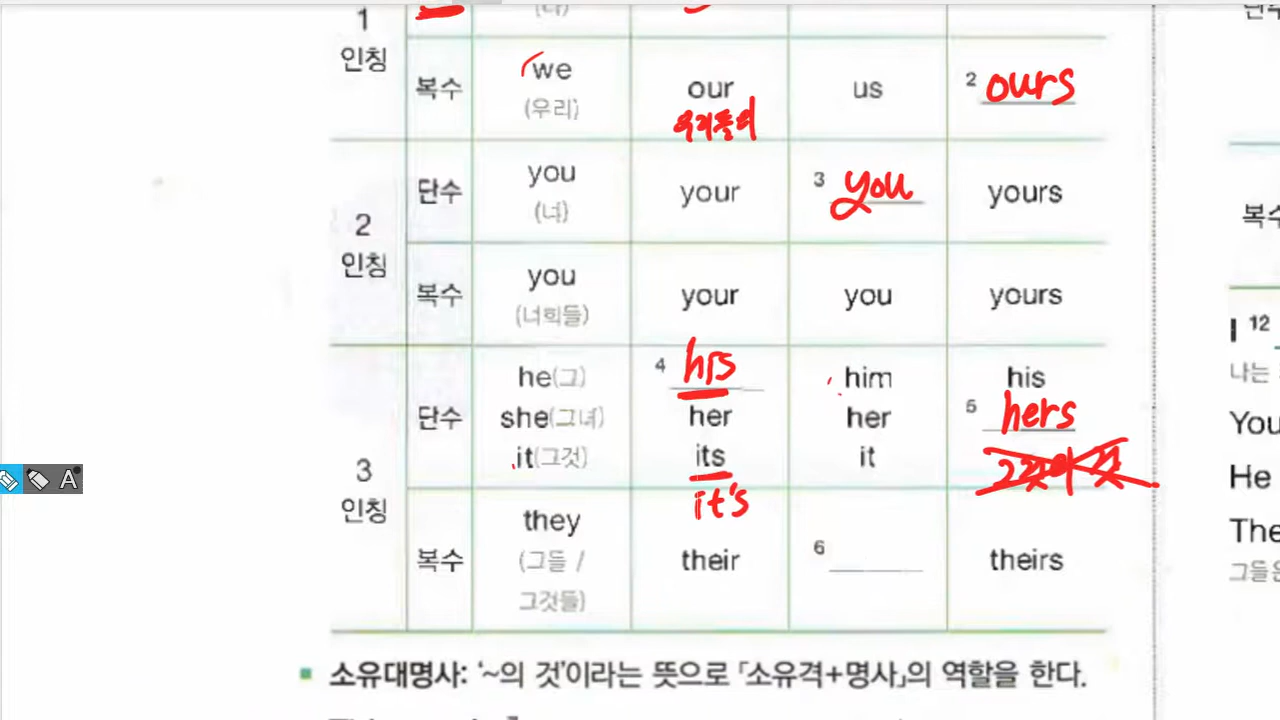 1
인칭
복수
we
(우리)
our
우리들의
us
2 ours
2
인칭
단수
you
(너)
your
3 you
yours
복수
you
(너희들)
your
you
yours
3
인칭
단수
he(그)
4 his
him
his
she(그녀)
her
her
5 hers
it(그것)
its
it
it's
복수
they
(그들 /
그것들)
their
6
theirs
소유대명사: '~의 것'이라는 뜻으로 「소유격+명사」의 역할을 한다.
복수
12
나는
You
He
The
그들은
A